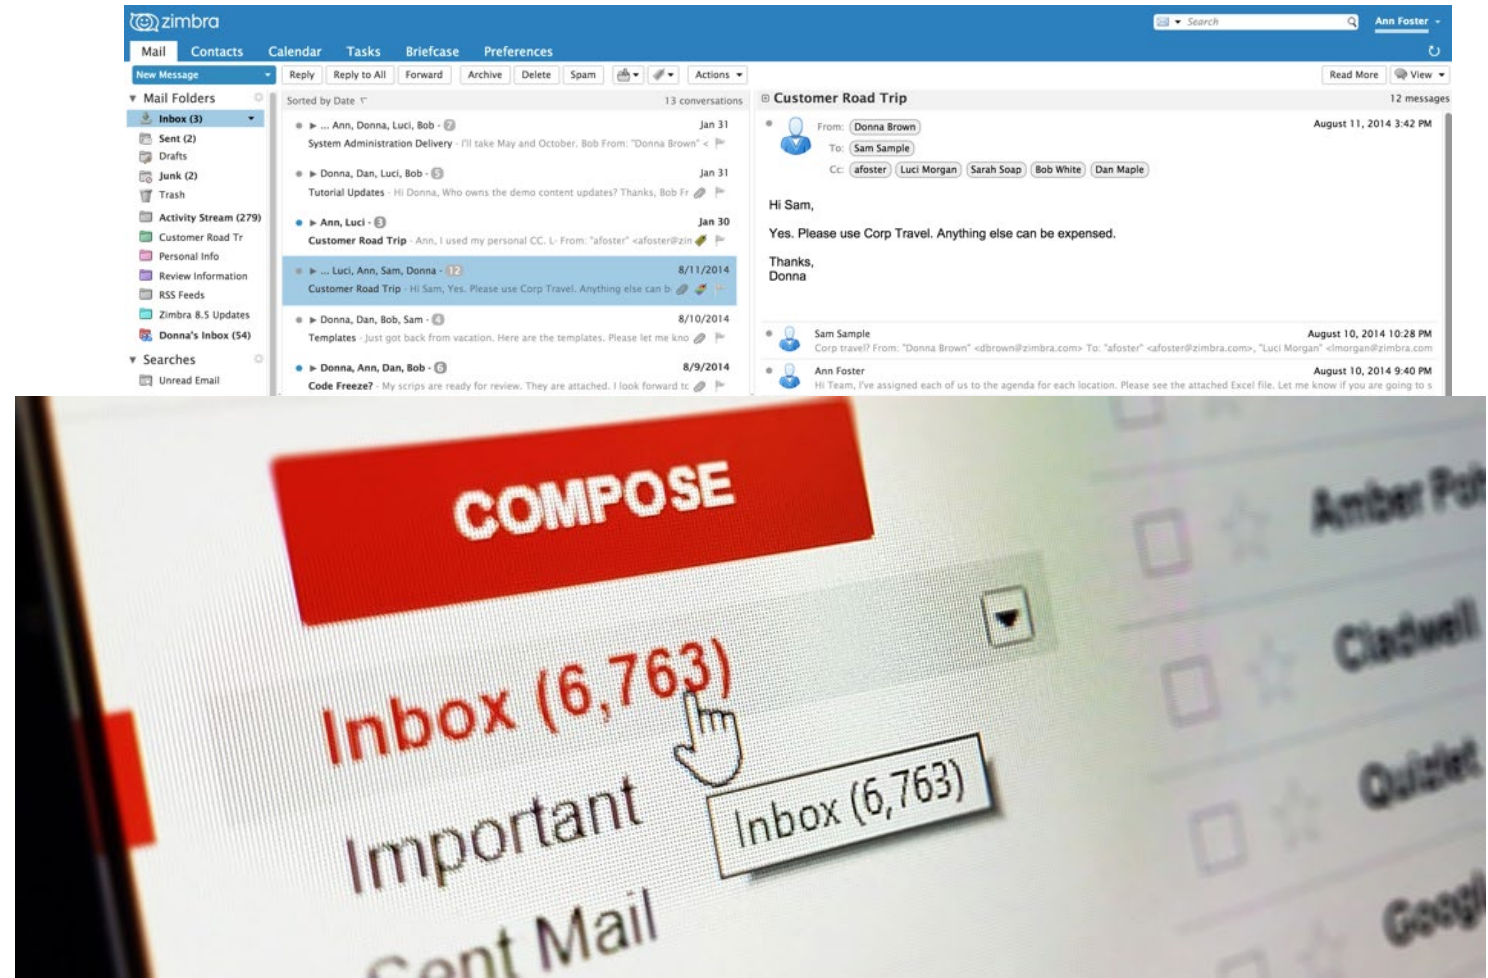 zimbra
Search
Ann Foster
Mail Contacts Calendar Tasks Briefcase Preferences
New Message
Reply Reply to All Forward Archive Delete Spam Actions
Read More View
Mail Folders
Inbox (3)
Sent (2)
Drafts
Junk (2)
Trash
Activity Stream (279)
Customer Road Tr
Personal Info
Review Information
RSS Feeds
Zimbra 8.5 Updates
Donna's Inbox (54)
Searches
Unread Email
Sorted by Date 13 conversations
... Ann, Donna, Luci, Bob - 7 Jan 31
System Administration Delivery - I'll take May and October. Bob From: "Donna Brown" <
Donna, Dan, Luci, Bob - 5 Jan 31
Tutorial Updates - Hi Donna, Who owns the demo content updates? Thanks, Bob Fr
Ann, Luci - 3 Jan 30
Customer Road Trip - Ann, I used my personal CC. L- From: "afoster" <afoster@zim
... Luci, Ann, Sam, Donna - 12 8/11/2014
Customer Road Trip - Hi Sam, Yes. Please use Corp Travel. Anything else can b
Donna, Dan, Bob, Sam - 4 8/10/2014
Templates - Just got back from vacation. Here are the templates. Please let me kno
Donna, Ann, Dan, Bob - 6 8/9/2014
Code Freeze? - My scrips are ready for review. They are attached. I look forward tc
Customer Road Trip 12 messages
From: Donna Brown August 11, 2014 3:42 PM
To: Sam Sample
Cc: afoster Luci Morgan Sarah Soap Bob White Dan Maple
Hi Sam,
Yes. Please use Corp Travel. Anything else can be expensed.
Thanks,
Donna
Sam Sample August 10, 2014 10:28 PM
Corp travel? From: "Donna Brown" <dbrown@zimbra.com> To: "afoster" <afoster@zimbra.com>, "Luci Morgan" <lmorgan@zimbra.com
Ann Foster August 10, 2014 9:40 PM
Hi Team, I've assigned each of us to the agenda for each location. Please see the attached Excel file. Let me know if you are going to s
COMPOSE
Inbox (6,763)
Inbox (6,763)
Important
Sent Mail
Amber Pat
Cladwell
Quizlet
Googl